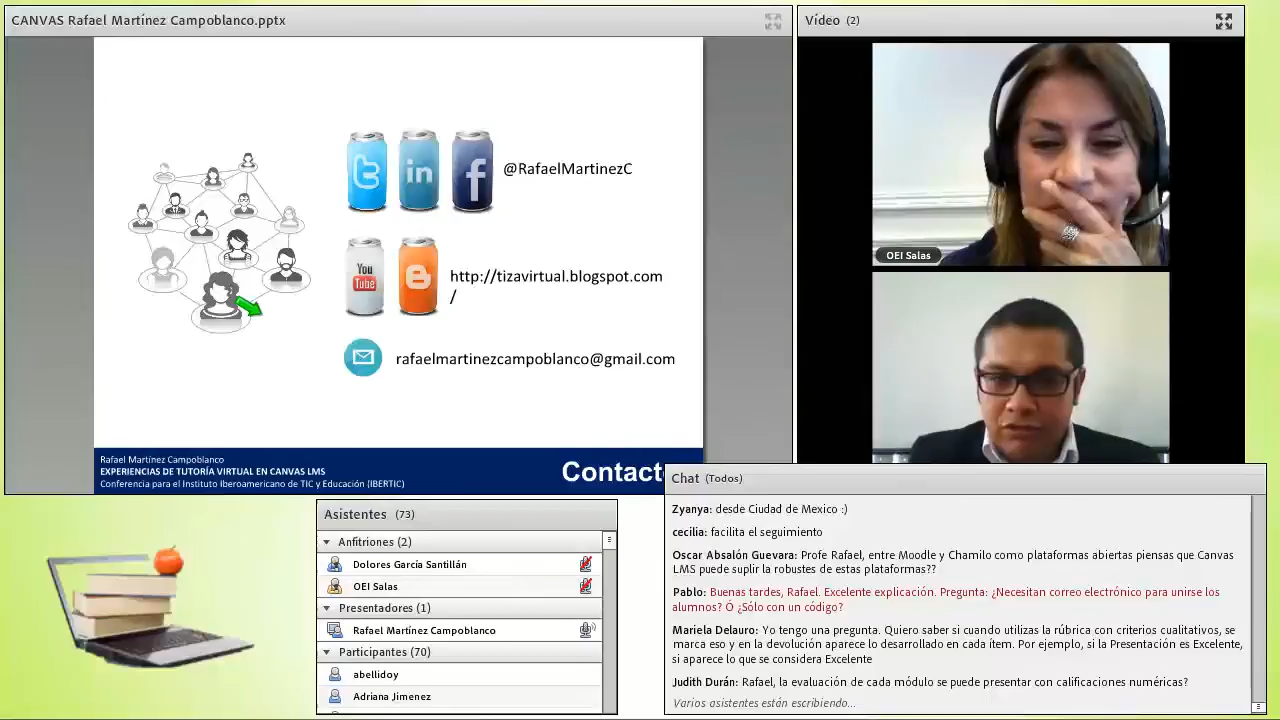 CANVAS Rafael Martínez Campoblanco.pptx
in
f
@RafaelMartinezC
You
Tube
http://tizavirtual.blogspot.com
/
rafaelmartinezcampoblanco@gmail.com
Rafael Martínez Campoblanco
EXPERIENCIAS DE TUTORÍA VIRTUAL EN CANVAS LMS
Conferencia para el Instituto Iberoamericano de TIC y Educación (IBERTIC)
Contact
Vídeo (2)
OEI Salas
Asistentes (73)
Anfitriones (2)
Dolores García Santillán
OEI Salas
Presentadores (1)
Rafael Martínez Campoblanco
Participantes (70)
abellidoy
Adriana Jimenez
Chat (Todos)
Zyanya: desde Ciudad de Mexico :)
cecilia: facilita el seguimiento
Oscar Absalón Guevara: Profe Rafael, entre Moodle y Chamilo como plataformas abiertas piensas que Canvas
LMS puede suplir la robustes de estas plataformas??
Pablo: Buenas tardes, Rafael. Excelente explicación. Pregunta: ¿Necesitan correo electrónico para unirse los
alumnos? Ó ¿Sólo con un código?
Mariela Delauro: Yo tengo una pregunta. Quiero saber si cuando utilizas la rúbrica con criterios cualitativos, se
marca eso y en la devolución aparece lo desarrollado en cada ítem. Por ejemplo, si la Presentación es Excelente,
si aparece lo que se considera Excelente
Judith Durán: Rafael, la evaluación de cada módulo se puede presentar con calificaciones numéricas?
Varios asistentes están escribiendo...